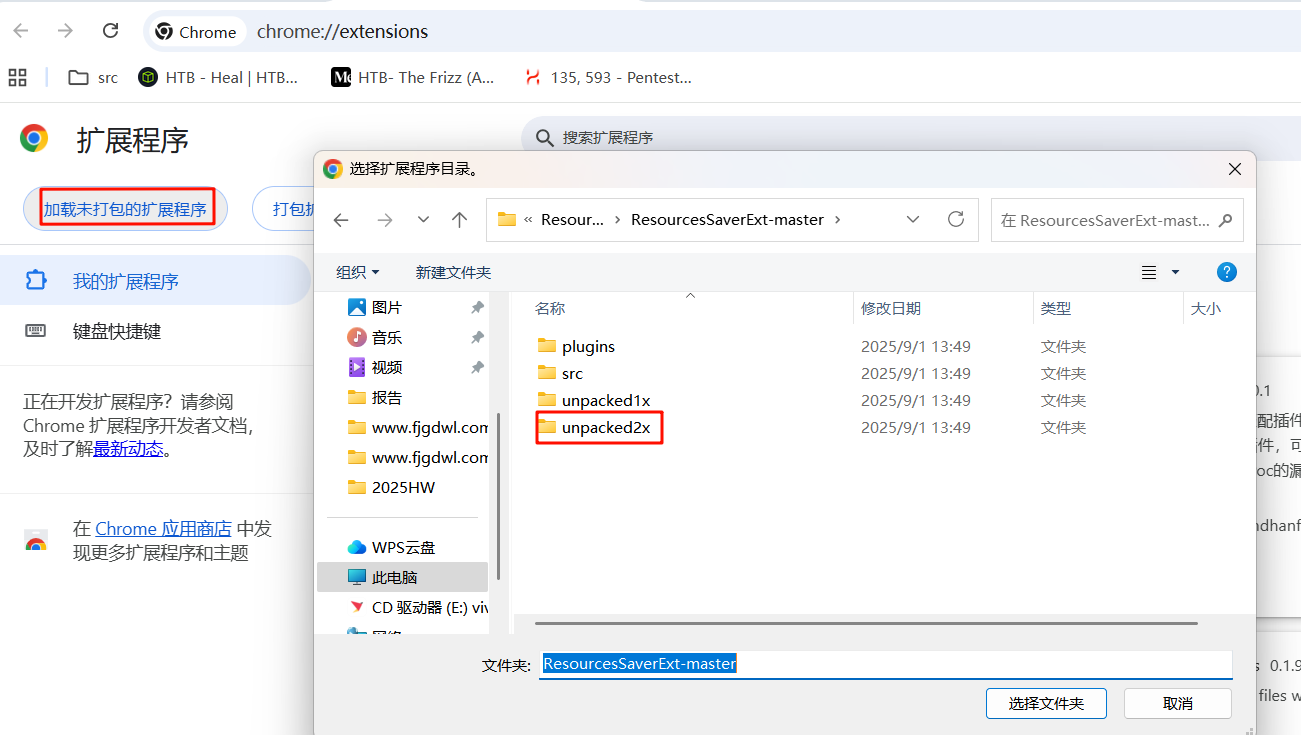 Chrome
chrome://extensions
src
HTB - Heal | HTB...
HTB- The Frizz (A...
135, 593 - Pentest...
扩展程序
搜索扩展程序
加载未打包的扩展程序
打包
我的扩展程序
键盘快捷键
正在开发扩展程序？请参阅
Chrome 扩展程序开发者文档，
及时了解最新动态。
在 Chrome 应用商店 中发
现更多扩展程序和主题
选择扩展程序目录。
« Resour... › ResourcesSaverExt-master ›
在 ResourcesSaverExt-mast...
组织
新建文件夹
图片
音乐
视频
报告
www.fjgdwl.com
www.fjgdwl.com
2025HW
WPS云盘
此电脑
CD 驱动器 (E:) viv
网络
名称 修改日期 类型 大小
plugins 2025/9/1 13:49 文件夹
src 2025/9/1 13:49 文件夹
unpacked1x 2025/9/1 13:49 文件夹
unpacked2x 2025/9/1 13:49 文件夹
文件夹: ResourcesSaverExt-master
选择文件夹
取消
0.1
配插件
件，可
oc的漏
ndhanf
s 0.1.9
files w